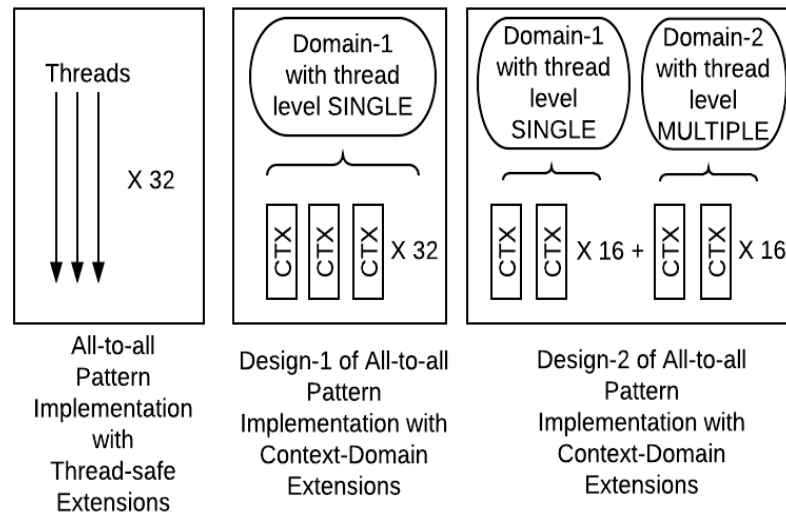 Threads
X 32
All-to-all
Pattern
Implementation
with
Thread-safe
Extensions
Domain-1
with thread
level SINGLE
CTX
CTX
CTX
X 32
Design-1 of All-to-all
Pattern
Implementation with
Context-Domain
Extensions
Domain-1
with thread
level
SINGLE
Domain-2
with thread
level
MULTIPLE
CTX
CTX
X 16 +
CTX
CTX
X 16
Design-2 of All-to-all
Pattern
Implementation with
Context-Domain
Extensions